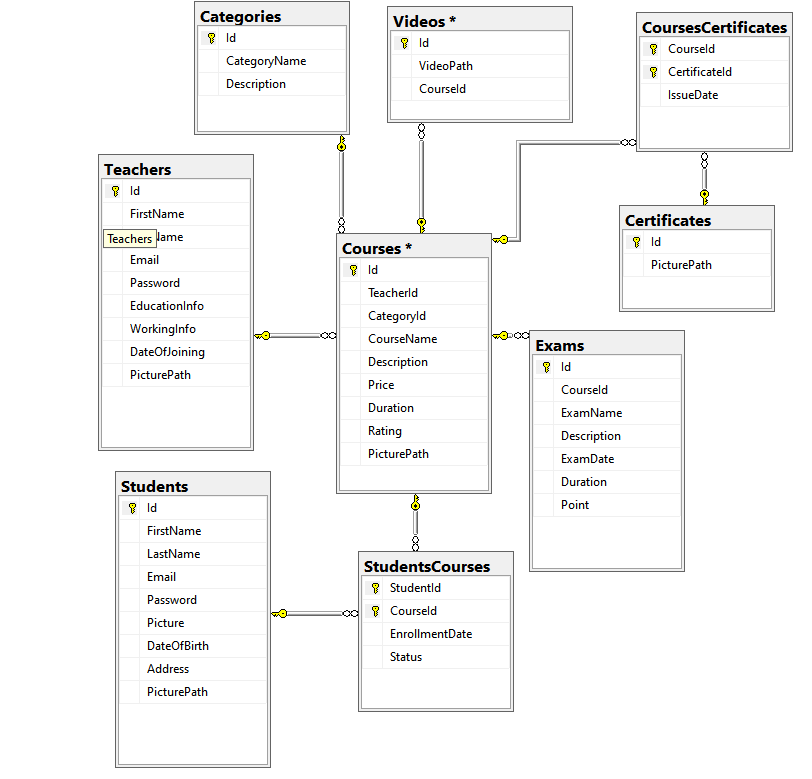 Categories
Id
CategoryName
Description
Videos *
Id
VideoPath
CourseId
CoursesCertificates
CourseId
CertificateId
IssueDate
Teachers
Id
FirstName
Teachers
Name
Email
Password
EducationInfo
WorkingInfo
DateOfJoining
PicturePath
Certificates
Id
PicturePath
Courses *
Id
TeacherId
CategoryId
CourseName
Description
Price
Duration
Rating
PicturePath
Exams
Id
CourseId
ExamName
Description
ExamDate
Duration
Point
Students
Id
FirstName
LastName
Email
Password
Picture
DateOfBirth
Address
PicturePath
StudentsCourses
StudentId
CourseId
EnrollmentDate
Status